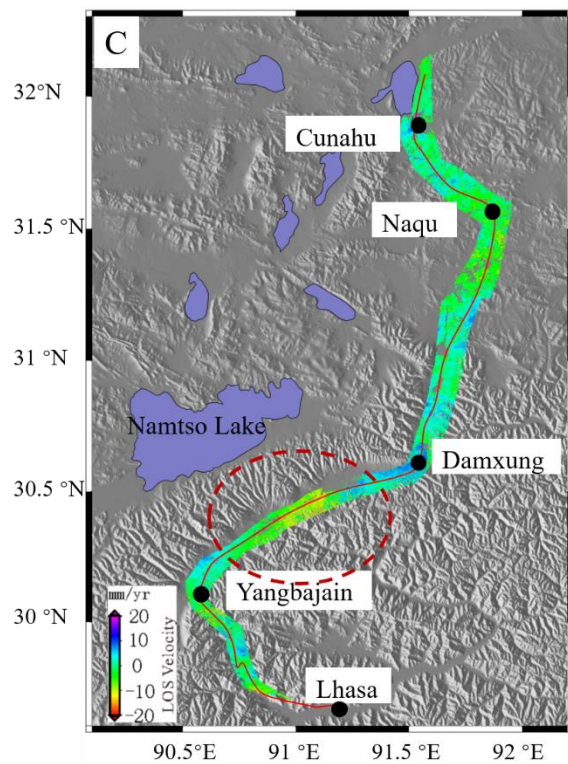 C
32°N
Cunahu
31.5 °N
Naqu
31 °N
Namtso Lake
Damxung
30.5 °N
Yangbajain
30 °N
mm/yr
20
10
0
−10
−20
LOS Velocity
Lhasa
90.5°E
91°E
91.5°E
92 °E